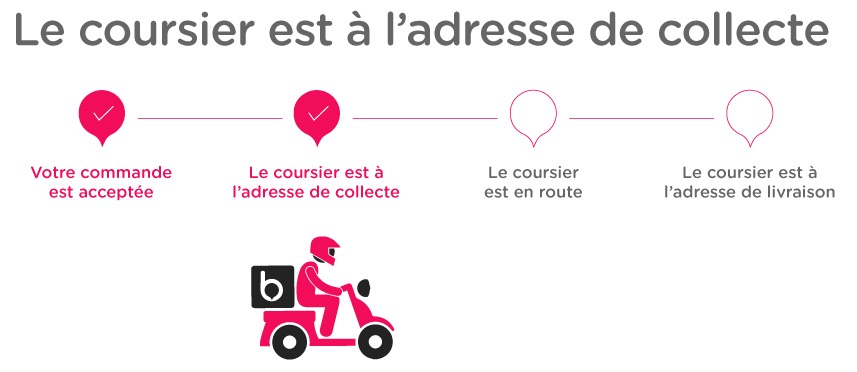 Le coursier est à l’adresse de collecte
Votre commande
est acceptée
Le coursier est à
l’adresse de collecte
Le coursier
est en route
Le coursier est à
l’adresse de livraison
b